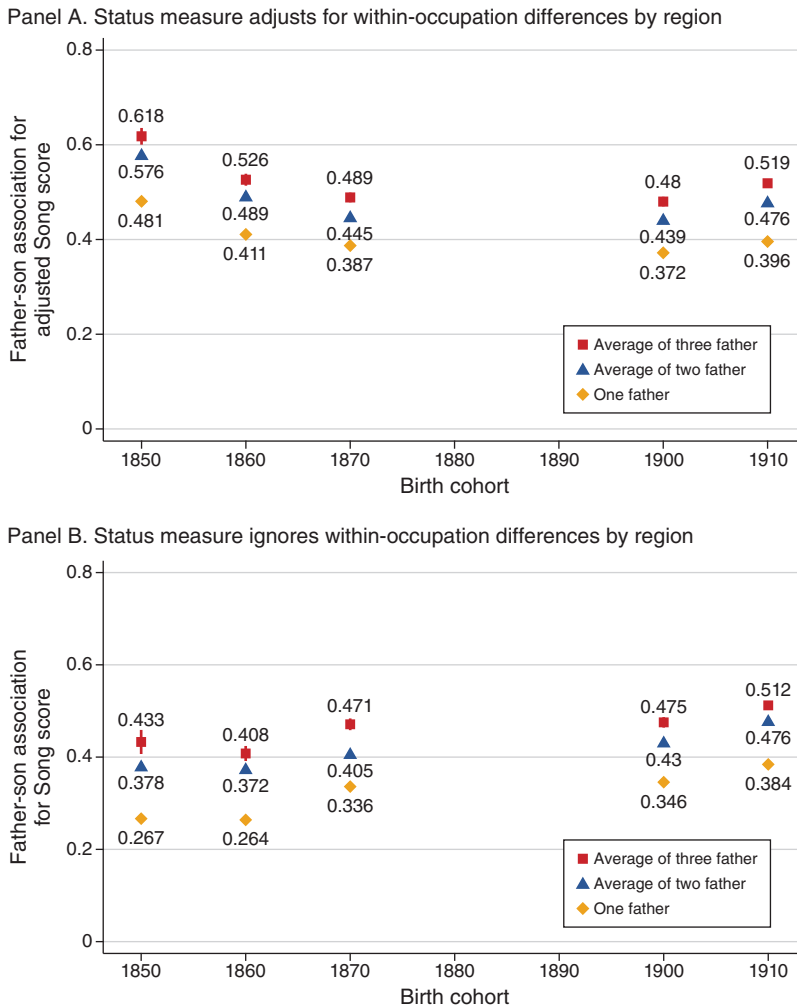 Panel A. Status measure adjusts for within-occupation differences by region
Father-son association for
adjusted Song score
0.8
0.6
0.4
0.2
0
0.618
0.576
0.481
0.526
0.489
0.411
0.489
0.445
0.387
0.48
0.439
0.372
0.519
0.476
0.396
Average of three father
Average of two father
One father
1850 1860 1870 1880 1890 1900 1910
Birth cohort
Panel B. Status measure ignores within-occupation differences by region
Father-son association
for Song score
0.8
0.6
0.4
0.2
0
0.433
0.378
0.267
0.408
0.372
0.264
0.471
0.405
0.336
0.475
0.43
0.346
0.512
0.476
0.384
Average of three father
Average of two father
One father
1850 1860 1870 1880 1890 1900 1910
Birth cohort